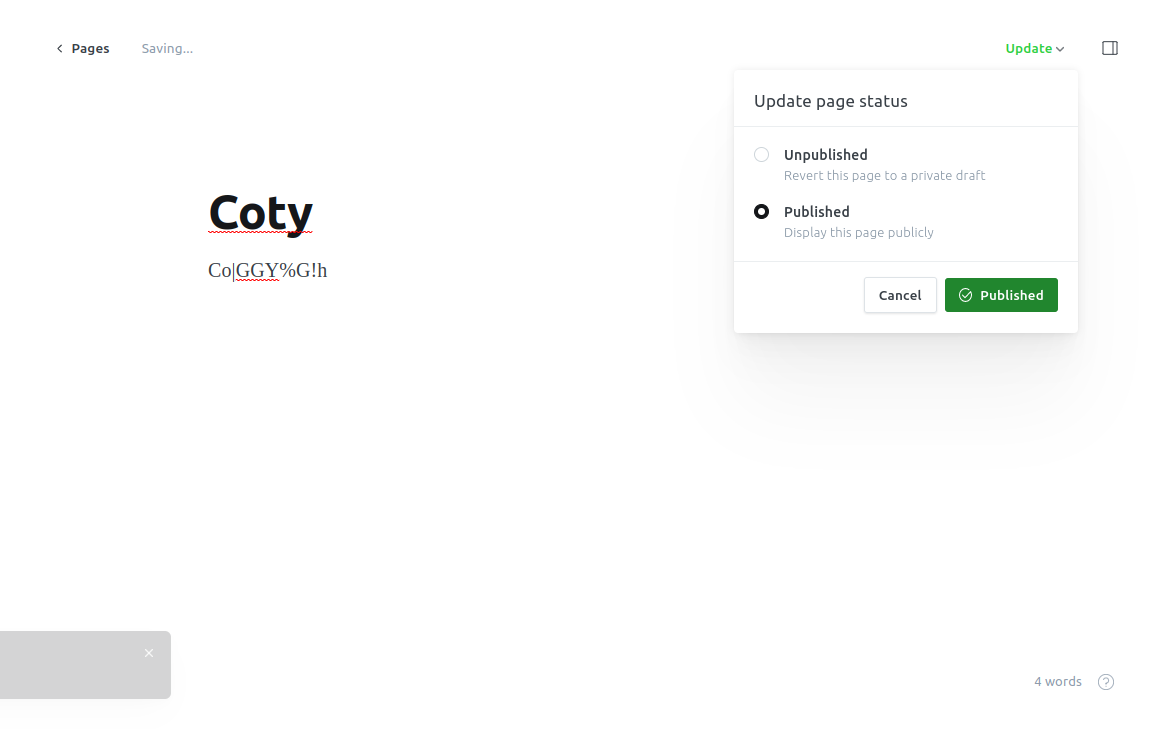 Pages
Saving...
Update
Update page status
Unpublished
Revert this page to a private draft
Published
Display this page publicly
Cancel
Published
Coty
Co|GGY%G!h
4 words